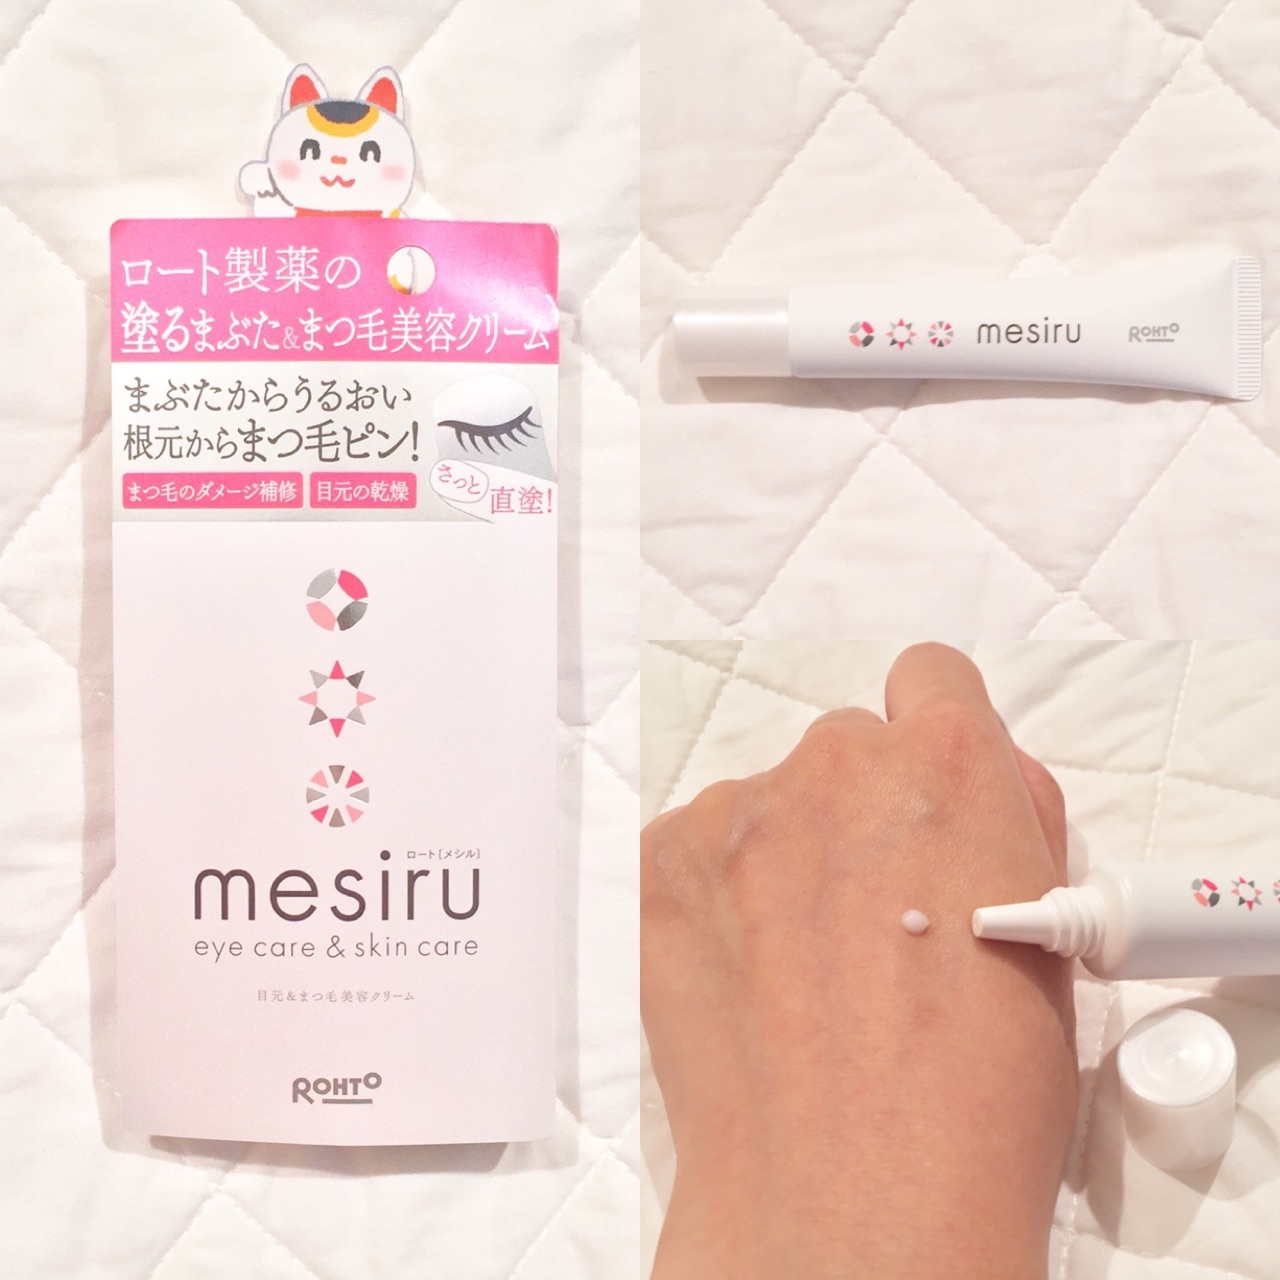 ロート製薬の
塗るまぶた&まつ毛美容クリーム
まぶたからうるおい
根元からまつ毛ピン!
まつ毛のダメージ補修 目元の乾燥
さっと
直塗!
ロート[メシル]
mesiru
eye care & skin care
目元&まつ毛美容クリーム
ROHTO
mesiru ROHTO